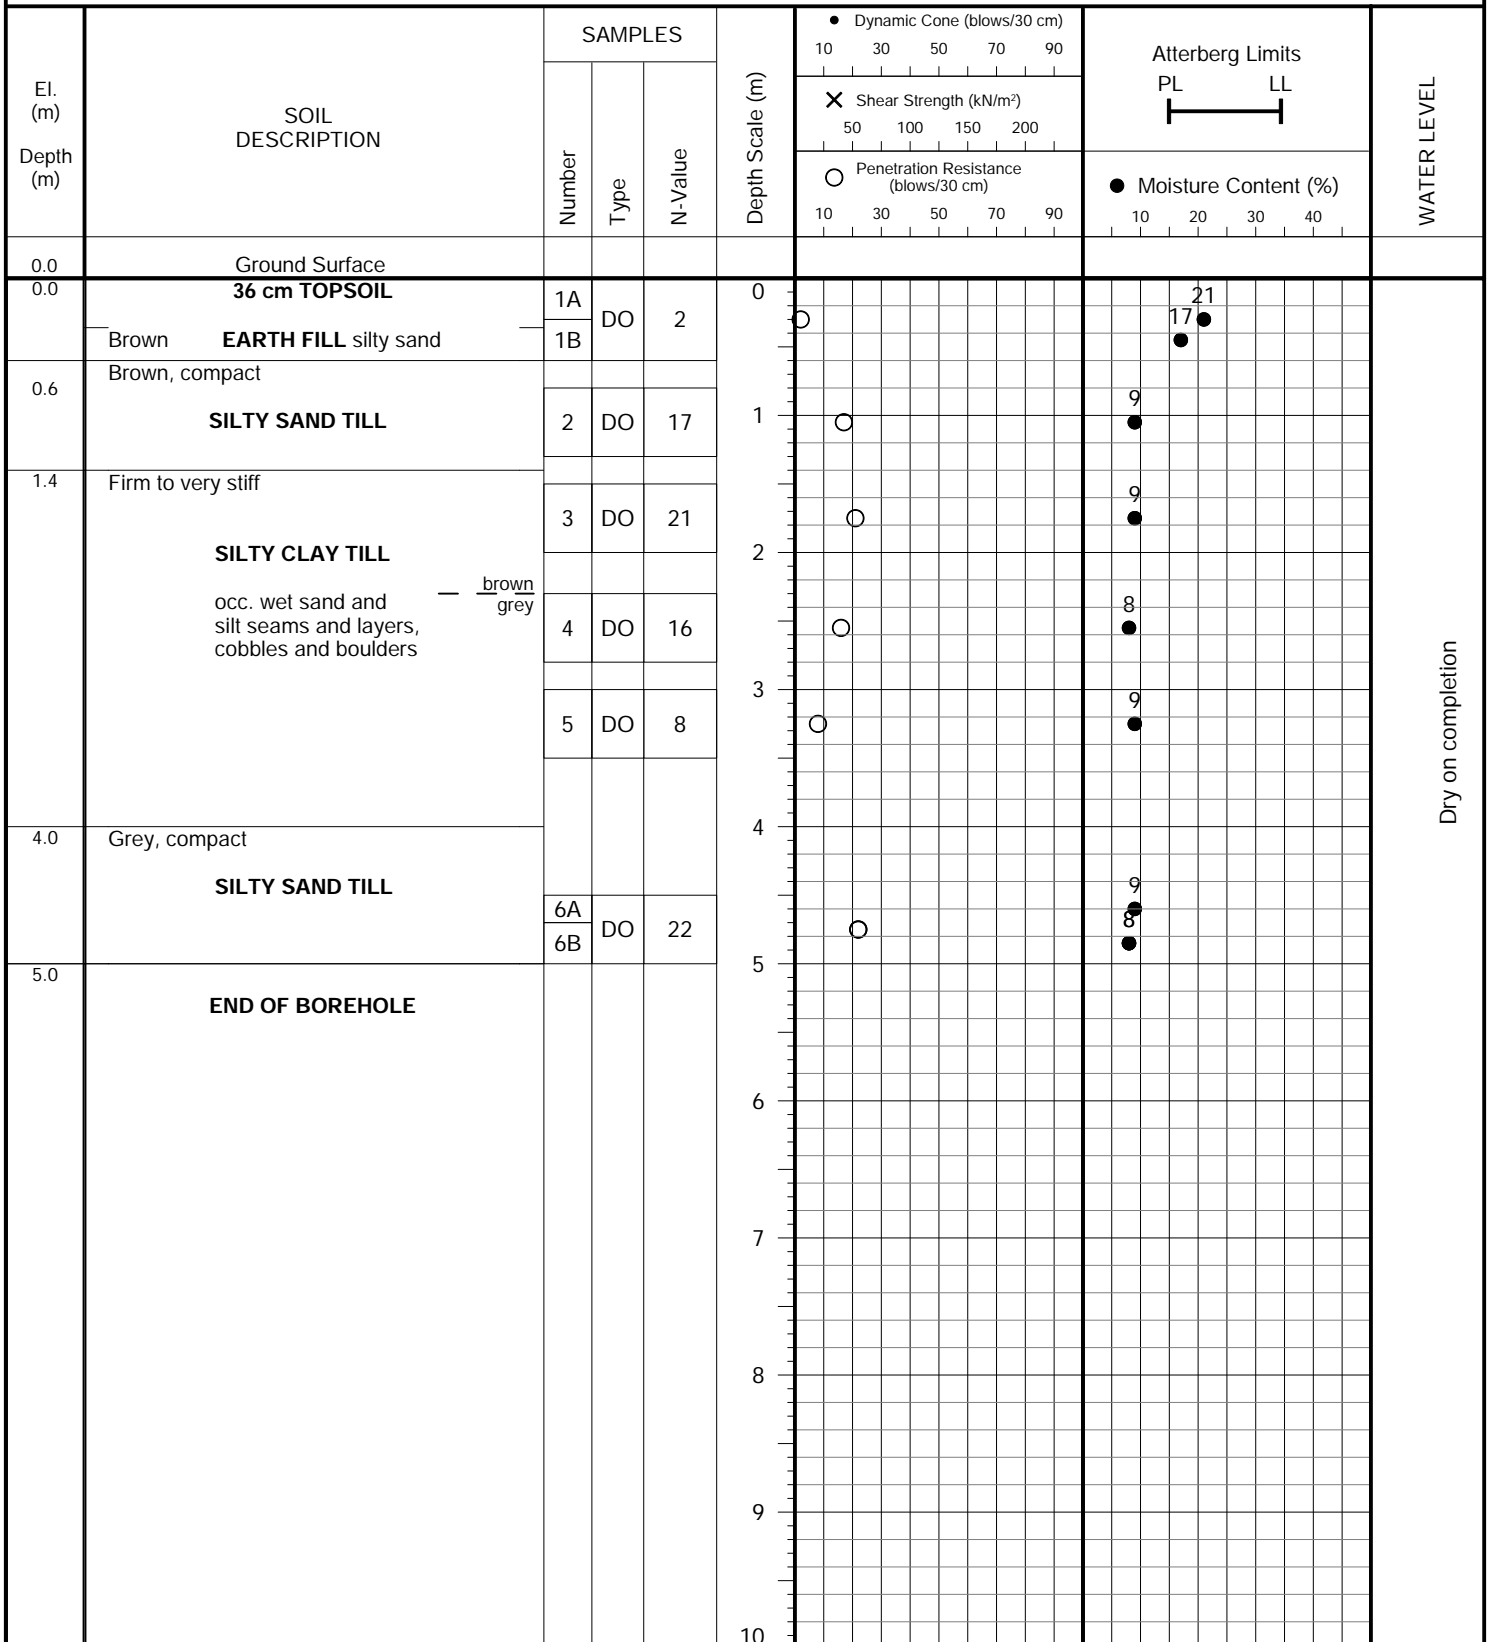 El.
(m)
Depth
(m)
SOIL
DESCRIPTION
SAMPLES
Number
Type
N-Value
Depth Scale (m)
Dynamic Cone (blows/30 cm)
10 30 50 70 90
Shear Strength (kN/m²)
50 100 150 200
Penetration Resistance
(blows/30 cm)
10 30 50 70 90
Atterberg Limits
PL LL
Moisture Content (%)
10 20 30 40
WATER LEVEL
0.0 Ground Surface
0.0 36 cm TOPSOIL 1A DO 2 0 21
Brown EARTH FILL silty sand 1B 17
0.6 Brown, compact
SILTY SAND TILL 2 DO 17 1 9
1.4 Firm to very stiff
3 DO 21 9
SILTY CLAY TILL 2
brown
grey
occ. wet sand and
silt seams and layers,
cobbles and boulders
4 DO 16 8
3 9
5 DO 8
Dry on completion
4.0 Grey, compact 4
SILTY SAND TILL 9
6A DO 22 8
6B
5.0 5
END OF BOREHOLE
6
7
8
9
10